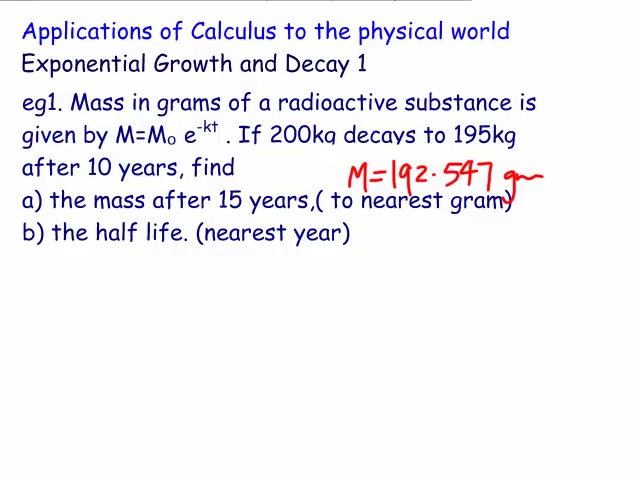 Applications of Calculus to the physical world
Exponential Growth and Decay 1
eg1. Mass in grams of a radioactive substance is
given by M=M₀ e⁻ᵏᵗ . If 200kg decays to 195kg
after 10 years, find
M=192.547 gm
a) the mass after 15 years,( to nearest gram)
b) the half life. (nearest year)